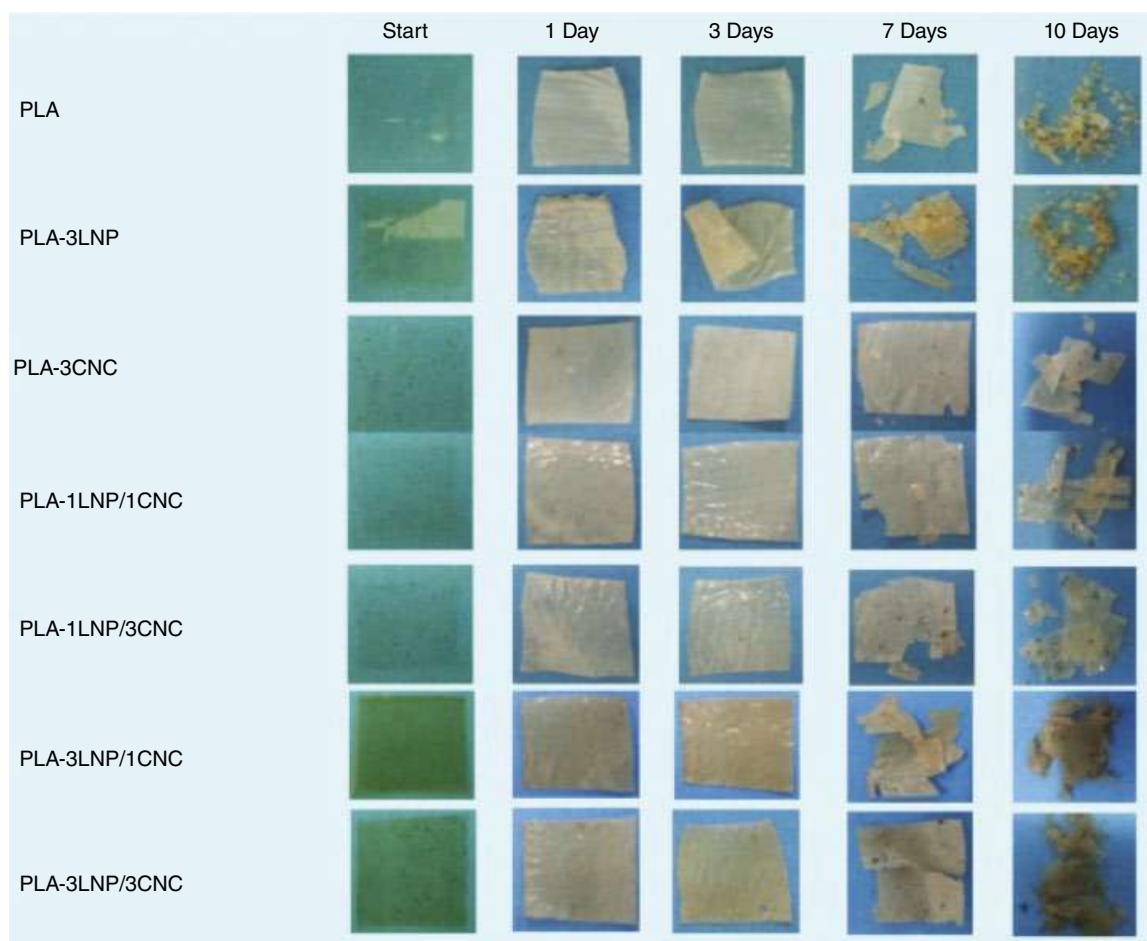 Start 1 Day 3 Days 7 Days 10 Days
PLA
PLA-3LNP
PLA-3CNC
PLA-1LNP/1CNC
PLA-1LNP/3CNC
PLA-3LNP/1CNC
PLA-3LNP/3CNC